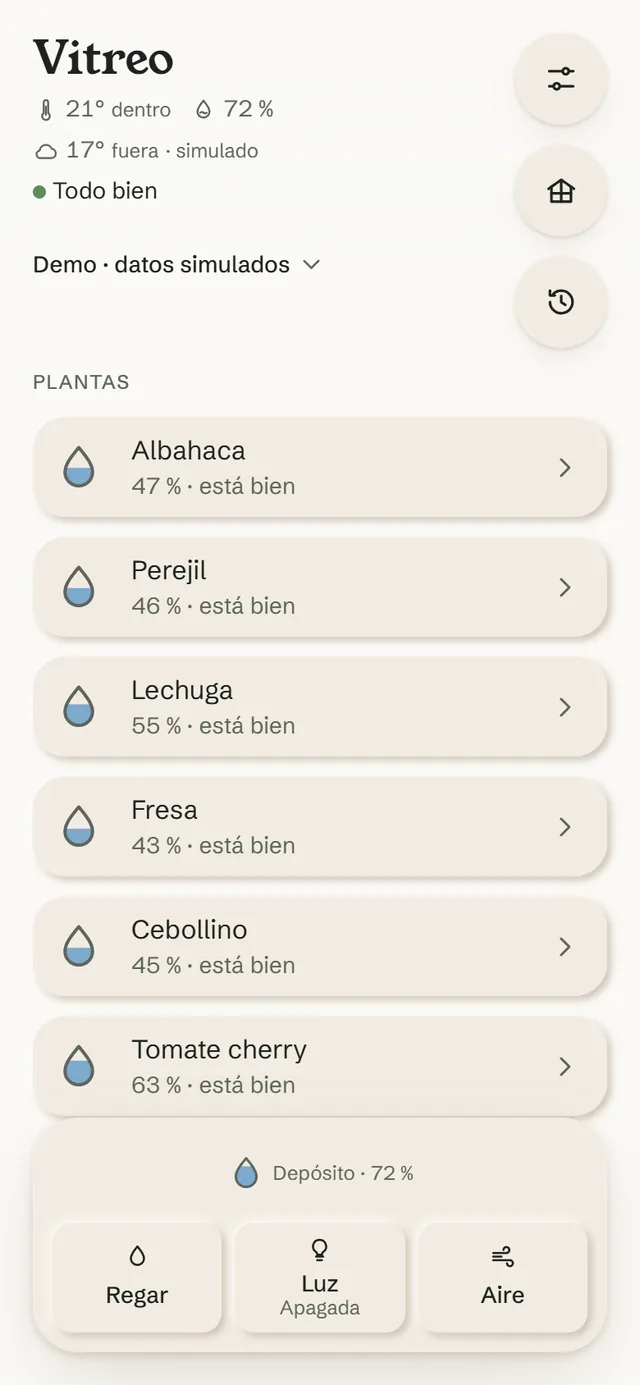 Vitreo
21° dentro 72 %
17° fuera · simulado
Todo bien
Demo · datos simulados
PLANTAS
Albahaca
47 % · está bien
Perejil
46 % · está bien
Lechuga
55 % · está bien
Fresa
43 % · está bien
Cebollino
45 % · está bien
Tomate cherry
63 % · está bien
Depósito · 72 %
Regar
Luz
Apagada
Aire